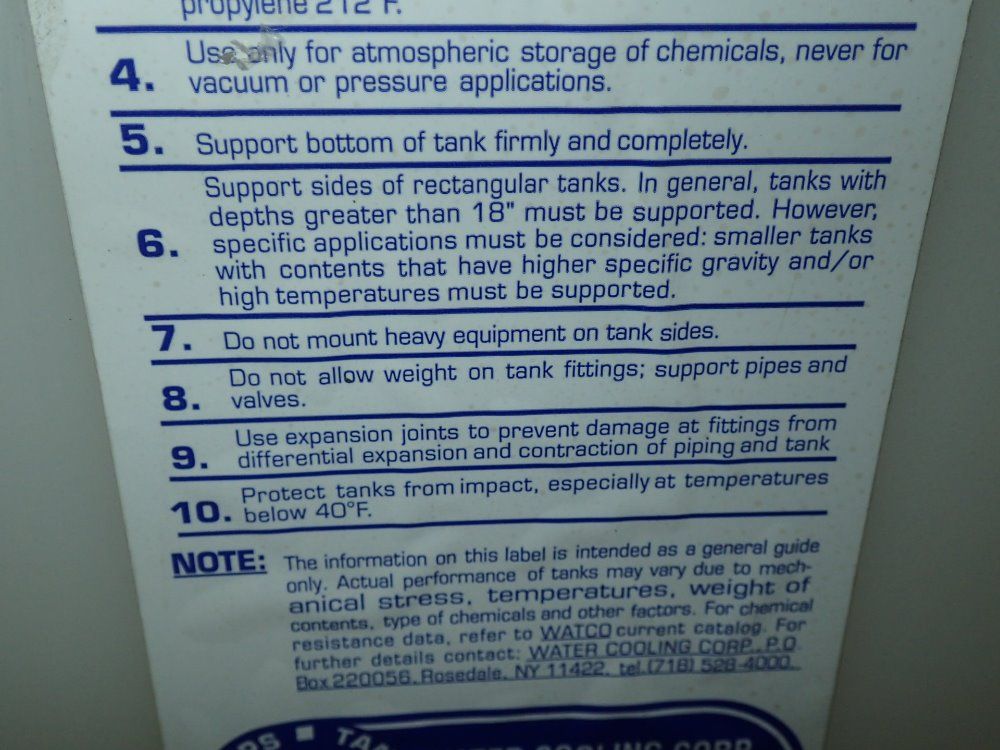 propylene 212°F.
4. Use only for atmospheric storage of chemicals, never for
vacuum or pressure applications.
5. Support bottom of tank firmly and completely.
Support sides of rectangular tanks. In general, tanks with
depths greater than 18" must be supported. However,
6. specific applications must be considered: smaller tanks
with contents that have higher specific gravity and/or
high temperatures must be supported.
7. Do not mount heavy equipment on tank sides.
Do not allow weight on tank fittings; support pipes and
8. valves.
Use expansion joints to prevent damage at fittings from
9. differential expansion and contraction of piping and tank
Protect tanks from impact, especially at temperatures
10. below 40°F.
NOTE: The information on this label is intended as a general guide
only. Actual performance of tanks may vary due to mech-
anical stress, temperatures, weight of
contents, type of chemicals and other factors. For chemical
resistance data, refer to WATCO current catalog. For
further details contact: WATER COOLING CORP., P.O.
Box 220056, Rosedale, NY 11422, tel.(718) 528-4000.
COOLING CORP